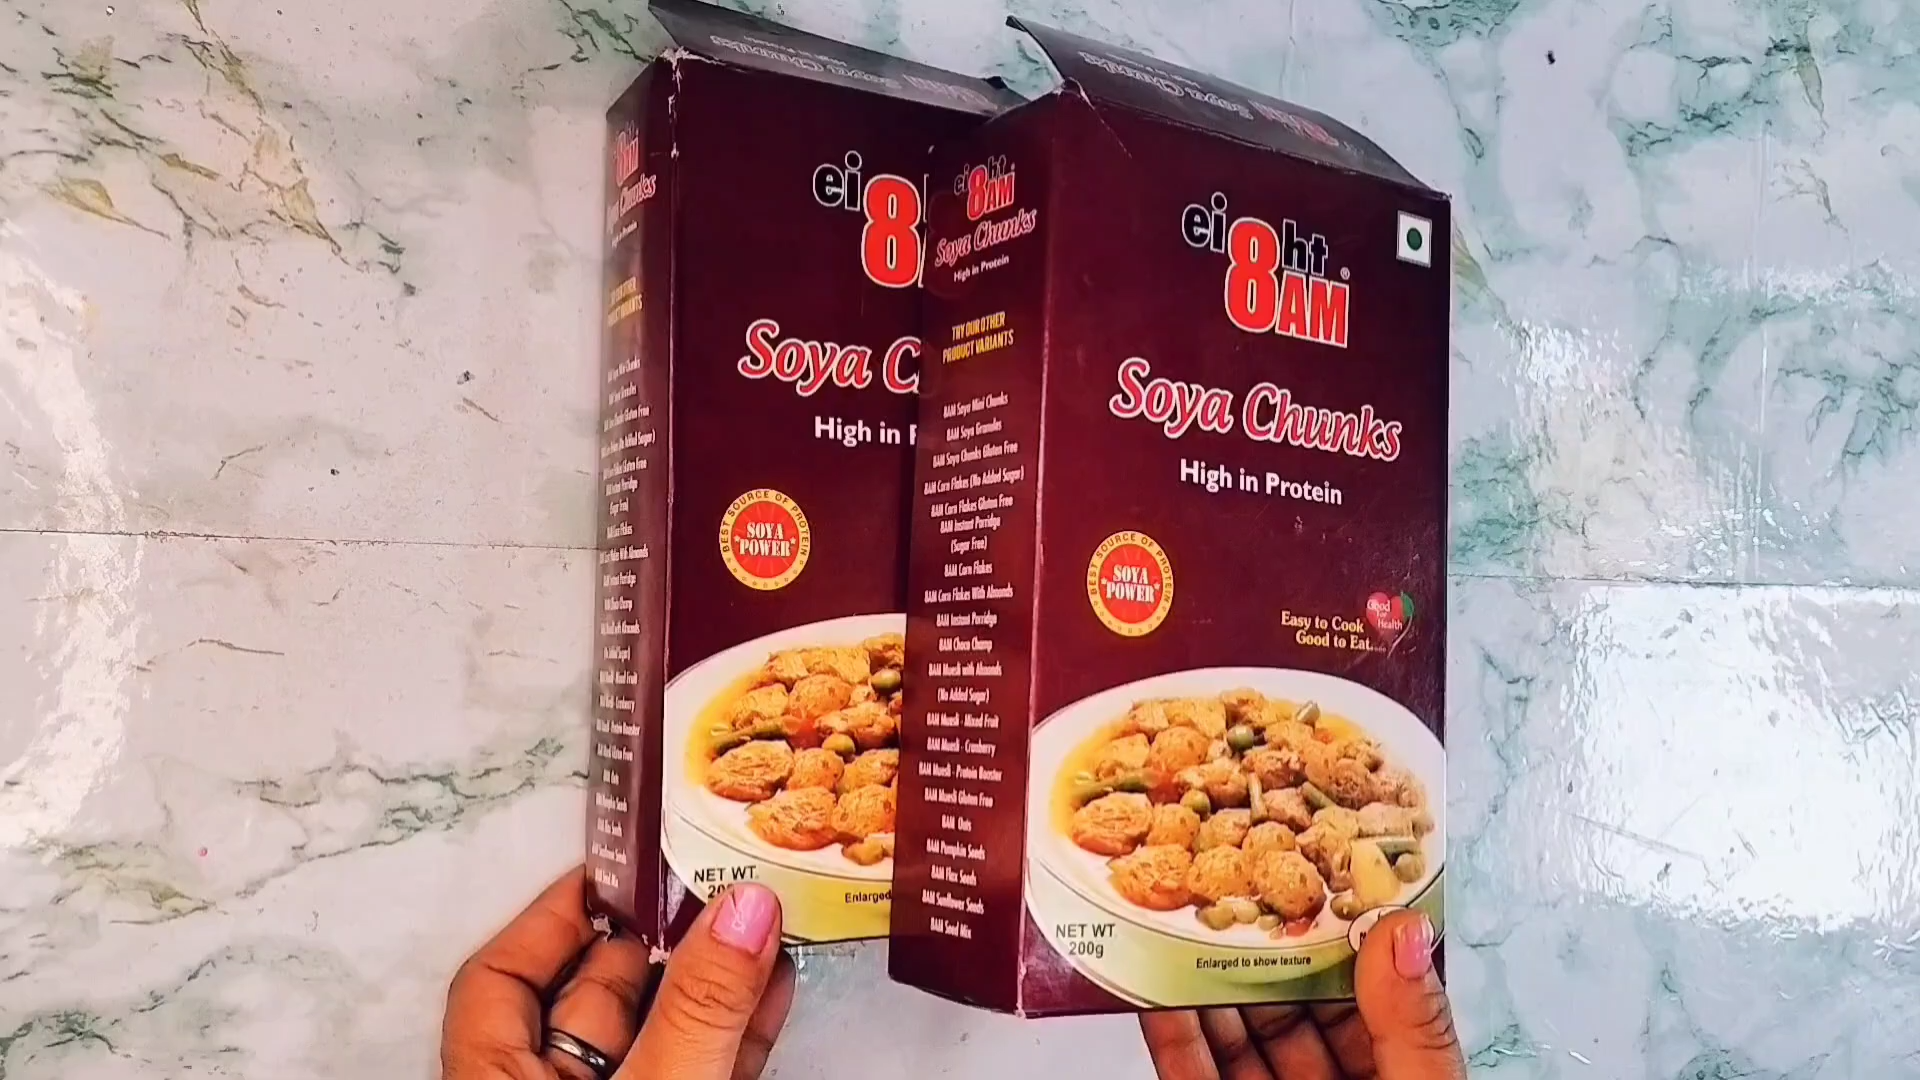 ei8ht
8AM
Soya C
High in P
BEST SOURCE OF PROTEIN
SOYA
POWER
NET WT.
Enlarged
ei8ht
8AM
Soya Chunks
High in Protein
TRY OUR OTHER
PRODUCT VARIANTS
8AM Soya Mini Chunks
8AM Soya Granules
8AM Soya Chunks Gluten Free
8AM Corn Flakes (No Added Sugar)
8AM Corn Flakes Gluten Free
8AM Instant Porridge
(Sugar Free)
8AM Corn Flakes
8AM Corn Flakes With Almonds
8AM Instant Porridge
8AM Choco Champ
8AM Muesli with Almonds
(No Added Sugar)
8AM Muesli - Mixed Fruit
8AM Muesli - Cranberry
8AM Muesli - Protein Booster
8AM Muesli Gluten Free
8AM Oats
8AM Pumpkin Seeds
8AM Flax Seeds
8AM Sunflower Seeds
8AM Seed Mix
ei8ht®
8AM
Soya Chunks
High in Protein
BEST SOURCE OF PROTEIN
SOYA
POWER
Good
for
Health
Easy to Cook
Good to Eat....
NET WT.
200g
Enlarged to show texture